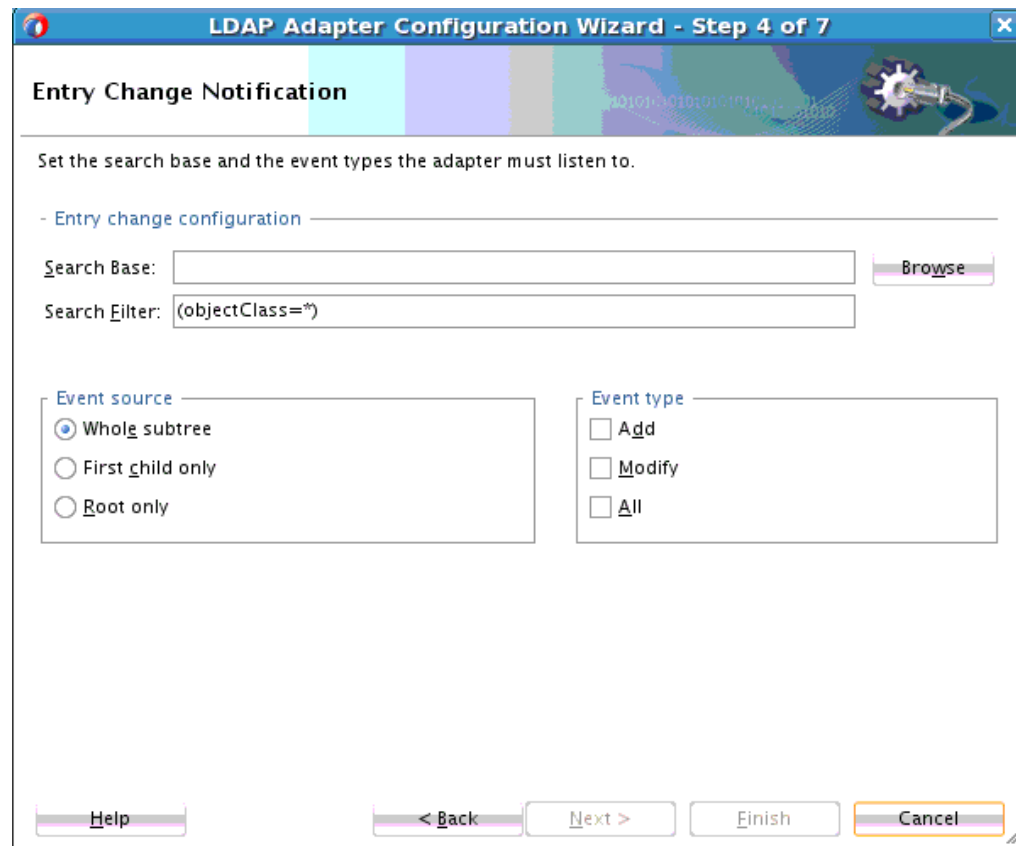 LDAP Adapter Configuration Wizard - Step 4 of 7
Entry Change Notification
Set the search base and the event types the adapter must listen to.
- Entry change configuration
Search Base:
Browse
Search Filter: (objectClass=*)
Event source
Whole subtree
First child only
Root only
Event type
Add
Modify
All
Help
< Back
Next >
Finish
Cancel